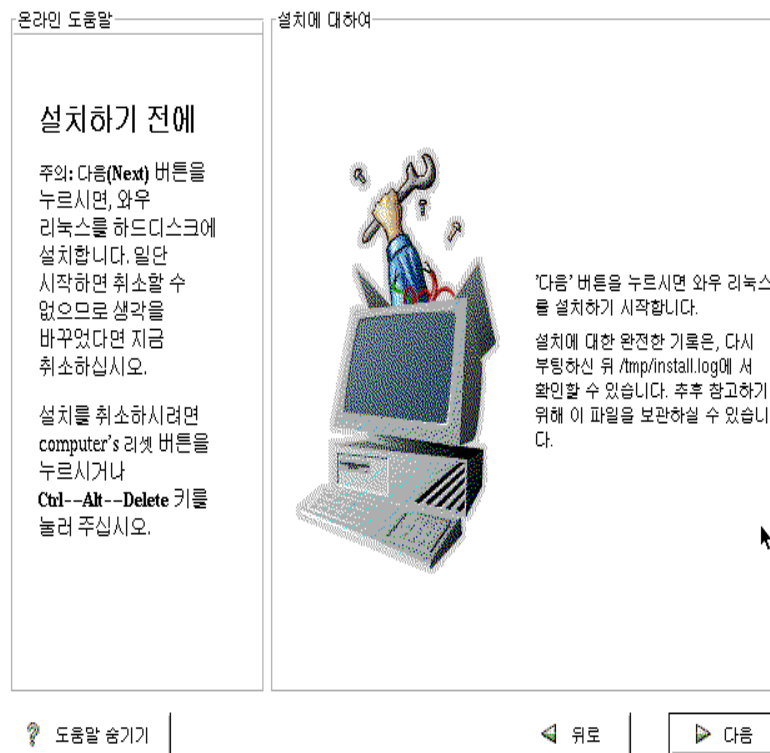 온라인 도움말
설치하기 전에
주의: 다음(Next) 버튼을
누르시면, 와우
리눅스를 하드디스크에
설치합니다. 일단
시작하면 취소할 수
없으므로 생각을
바꾸었다면 지금
취소하십시오.
설치를 취소하시려면
computer's 리셋 버튼을
누르시거나
Ctrl--Alt--Delete 키를
눌러 주십시오.
설치에 대하여
'다음' 버튼을 누르시면 와우 리눅스
를 설치하기 시작합니다.
설치에 대한 완전한 기록은, 다시
부팅하신 뒤 /tmp/install.log에 서
확인할 수 있습니다. 추후 참고하기
위해 이 파일을 보관하실 수 있습니
다.
도움말 숨기기
뒤로
다음